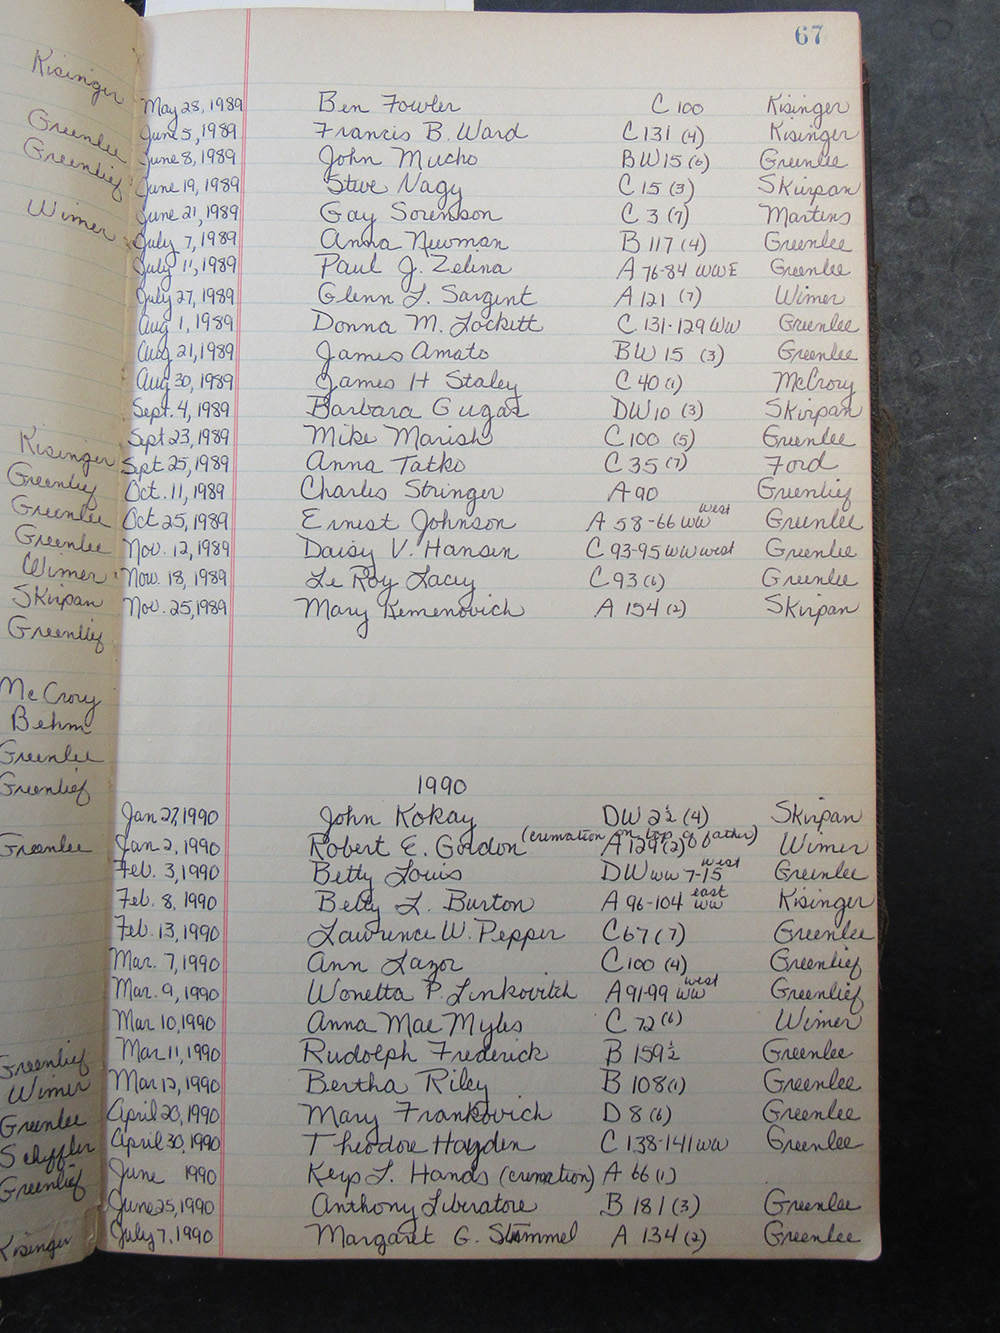 67
Kisinger
Greenlee
Greenlief
Wimer
Kisinger
Greenlief
Greenlee
Greenlee
Wimer
Skirpan
Greenlief
McCrory
Behm
Greenlee
Greenlief
Greenlee
Greenlief
Wimer
Greenlee
Schiffler
Greenlief
Kisinger
May 28, 1989 Ben Fowler C 100 Kisinger
June 5, 1989 Francis B. Ward C 131 (4) Kisinger
June 8, 1989 John Mucho BW 15 (6) Greenlee
June 19, 1989 Steve Nagy C 15 (3) Skirpan
June 21, 1989 Gay Sorenson C 3 (7) Martins
July 7, 1989 Anna Newman B 117 (4) Greenlee
July 11, 1989 Paul J. Zelina A 76-84 WWE Greenlee
July 27, 1989 Glenn L. Sargent A 121 (7) Wimer
Aug 1, 1989 Donna M. Lockett C 131-129 WW Greenlee
Aug 21, 1989 James Amato BW 15 (3) Greenlee
Aug 30, 1989 James H Staley C 40 (1) McCrory
Sept. 4, 1989 Barbara Gugas DW 10 (3) Skirpan
Sept 23, 1989 Mike Marish C 100 (5) Greenlee
Sept 25, 1989 Anna Tatko C 35 (7) Ford
Oct. 11, 1989 Charles Stringer A 90 Greenlief
Oct 25, 1989 Ernest Johnson A 58-66 WW west Greenlee
Nov. 12, 1989 Daisy V. Hansen C 93-95 WW west Greenlee
Nov. 18, 1989 Le Roy Lacey C 93 (6) Greenlee
Nov. 25, 1989 Mary Kemenovich A 154 (2) Skirpan
1990
Jan 27, 1990 John Kokay DW 2½ (4) Skirpan
Jan 2, 1990 Robert E. Gordon (cremation on top of father) A 129 (2) Wimer
Feb. 3, 1990 Betty Louis DW WW 7-15 west Greenlee
Feb. 8, 1990 Betty L. Burton A 96-104 east WW Kisinger
Feb. 13, 1990 Lawrence W. Pepper C 67 (7) Greenlee
Mar. 7, 1990 Ann Lazor C 100 (4) Greenlief
Mar. 9, 1990 Wonetta P. Linkovitch A 91-99 west WW Greenlief
Mar 10, 1990 Anna Mae Myles C 72 (6) Wimer
Mar 11, 1990 Rudolph Frederick B 159½ Greenlee
Mar 12, 1990 Bertha Riley B 108 (1) Greenlee
April 20, 1990 Mary Frankovich D 8 (6) Greenlee
April 30, 1990 Theodore Hayden C 138-141 WW Greenlee
June 1990 L. Hands (cremation) A 66 (1)
June 25, 1990 Anthony Liberatore B 181 (3) Greenlee
July 7, 1990 Margaret G. Stimmel A 134 (2) Greenlee